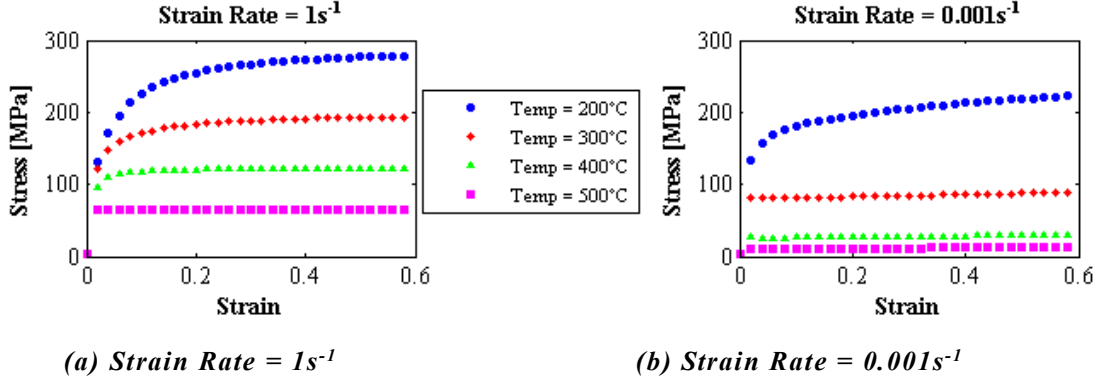 Strain Rate = 1s⁻¹
300
200
100
0
0
0.2
0.4
0.6
Stress [MPa]
Strain
Temp = 200°C
Temp = 300°C
Temp = 400°C
Temp = 500°C
Strain Rate = 0.001s⁻¹
300
200
100
0
0
0.2
0.4
0.6
Stress [MPa]
Strain
(a) Strain Rate = 1s⁻¹
(b) Strain Rate = 0.001s⁻¹